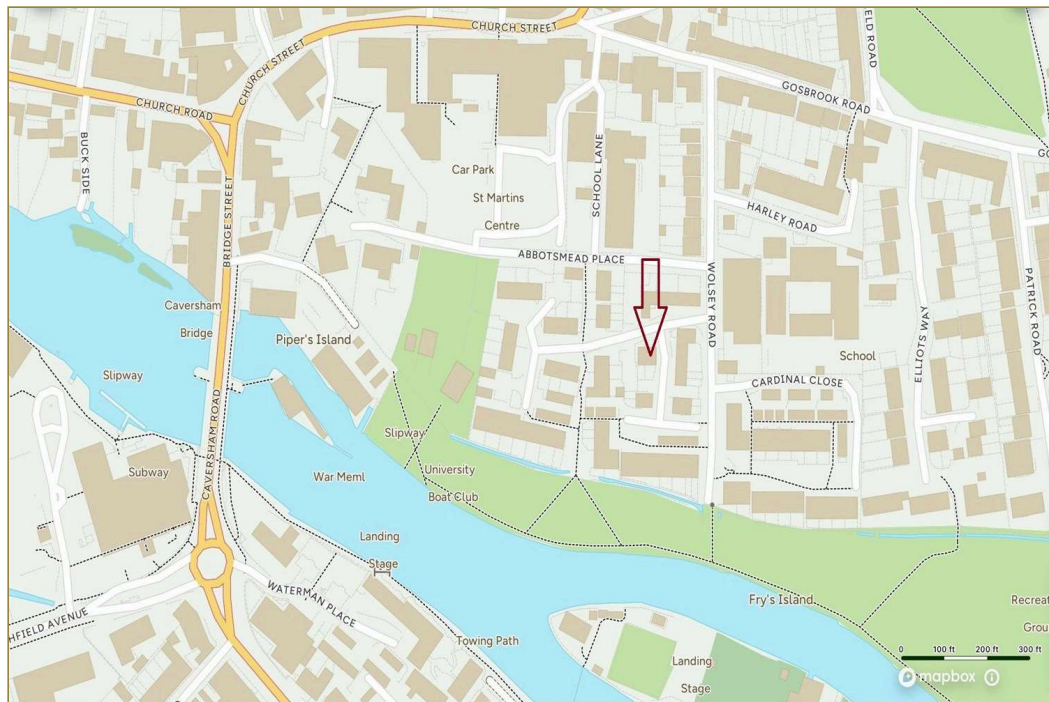 CHURCH STREET
CHURCH STREET
CHURCH ROAD
BUCK SIDE
BRIDGE STREET
IELD ROAD
GOSBROOK ROAD
GO
Car Park
St Martins
Centre
SCHOOL LANE
HARLEY ROAD
ABBOTSMEAD PLACE
WOLSEY ROAD
PATRICK ROAD
ELLIOTS WAY
Caversham
Bridge
Piper's Island
School
Slipway
CARDINAL CLOSE
CAVERSHAM ROAD
Slipway
Subway
War Meml
University
Boat Club
Landing
Stage
WATERMAN PLACE
HFIELD AVENUE
Fry's Island
Recreat
Grou
Towing Path
Landing
Stage
0 100 ft 200 ft 300 ft
mapbox